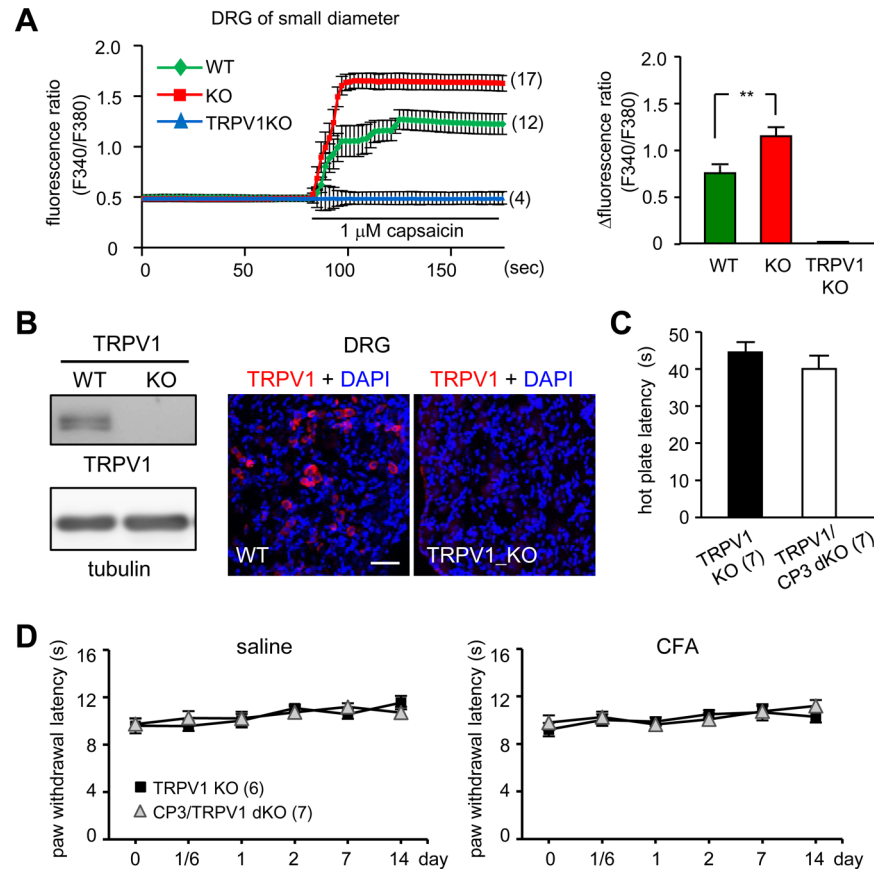 A
DRG of small diameter
fluorescence ratio
(F340/F380)
2.0
1.5
1.0
0.5
0
WT
KO
TRPV1KO
(17)
(12)
(4)
1 μM capsaicin
0 50 100 150 (sec)
Δfluorescence ratio
(F340/F380)
2.0
1.5
1.0
0.5
0
**
WT KO TRPV1
KO
B
TRPV1
WT KO
TRPV1
tubulin
DRG
TRPV1 + DAPI TRPV1 + DAPI
WT TRPV1_KO
C
hot plate latency (s)
50
40
30
20
10
0
TRPV1
KO (7)
TRPV1/
CP3 dKO (7)
D
saline
paw withdrawal latency (s)
16
12
8
4
0
TRPV1 KO (6)
CP3/TRPV1 dKO (7)
0 1/6 1 2 7 14 day
CFA
paw withdrawal latency (s)
16
12
8
4
0
0 1/6 1 2 7 14 day